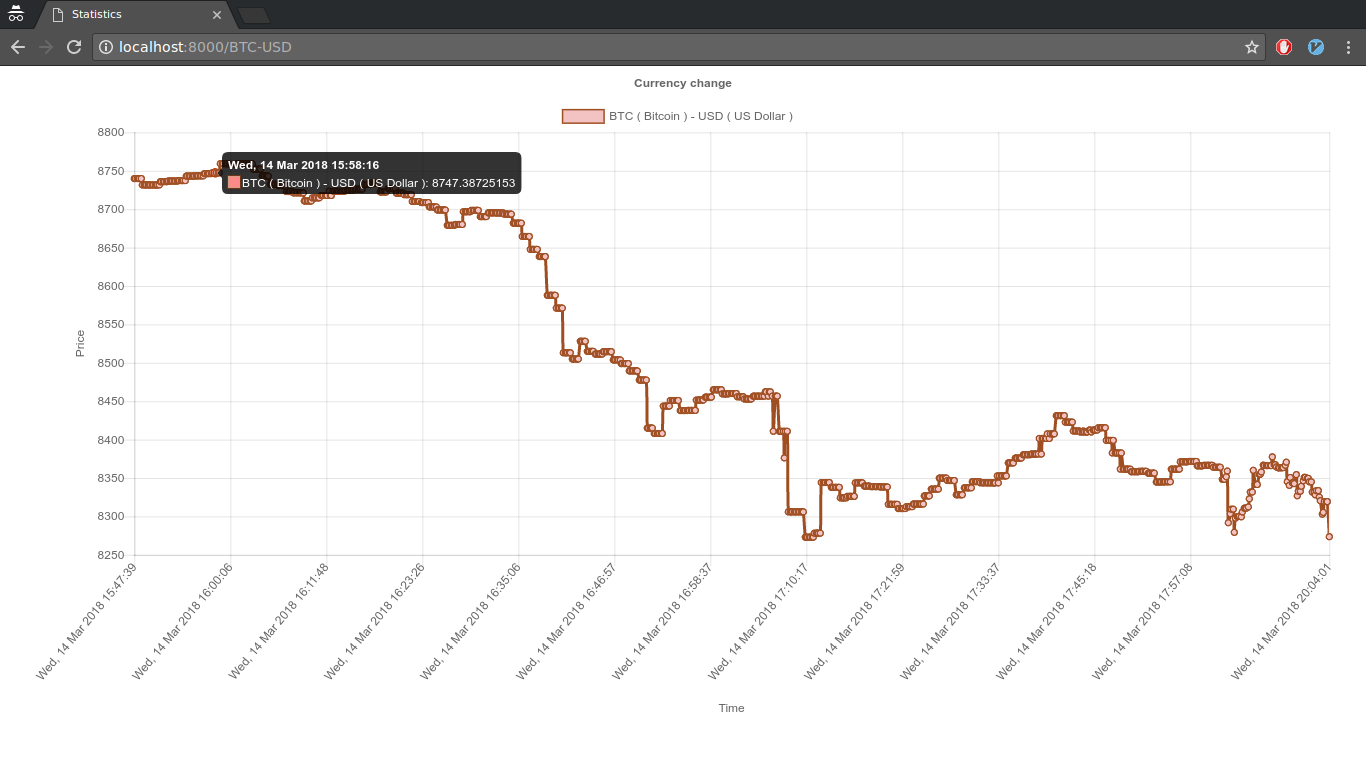 Statistics
localhost:8000/BTC-USD
Currency change
BTC ( Bitcoin ) - USD ( US Dollar )
8800
8750
8700
8650
8600
8550
8500
8450
8400
8350
8300
8250
Price
Wed, 14 Mar 2018 15:58:16
BTC ( Bitcoin ) - USD ( US Dollar ): 8747.38725153
Wed, 14 Mar 2018 15:47:39
Wed, 14 Mar 2018 16:00:06
Wed, 14 Mar 2018 16:11:48
Wed, 14 Mar 2018 16:23:26
Wed, 14 Mar 2018 16:35:06
Wed, 14 Mar 2018 16:46:57
Wed, 14 Mar 2018 16:58:37
Wed, 14 Mar 2018 17:10:17
Wed, 14 Mar 2018 17:21:59
Wed, 14 Mar 2018 17:33:37
Wed, 14 Mar 2018 17:45:18
Wed, 14 Mar 2018 17:57:08
Wed, 14 Mar 2018 20:04:01
Time